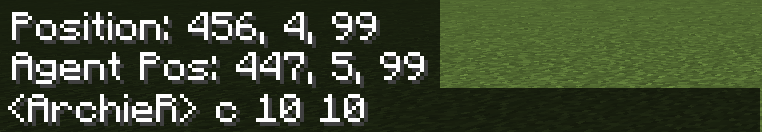 Position: 456, 4, 99
Agent Pos: 447, 5, 99
<ArchieR> c 10 10